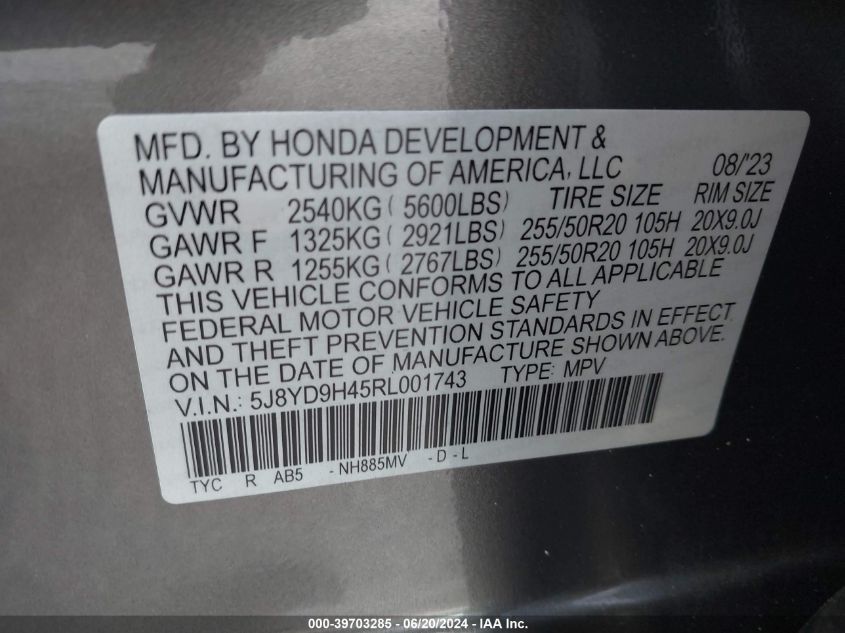 MFD. BY HONDA DEVELOPMENT &
MANUFACTURING OF AMERICA, LLC 08/'23
GVWR 2540KG ( 5600LBS) TIRE SIZE RIM SIZE
GAWR F 1325KG ( 2921LBS) 255/50R20 105H 20X9.0J
GAWR R 1255KG ( 2767LBS) 255/50R20 105H 20X9.0J
THIS VEHICLE CONFORMS TO ALL APPLICABLE
FEDERAL MOTOR VEHICLE SAFETY
AND THEFT PREVENTION STANDARDS IN EFFECT
ON THE DATE OF MANUFACTURE SHOWN ABOVE.
V.I.N.: 5J8YD9H45RL001743 TYPE: MPV
TYC R AB5 - NH885MV - D - L
000-39703285 - 06/20/2024 - IAA Inc.